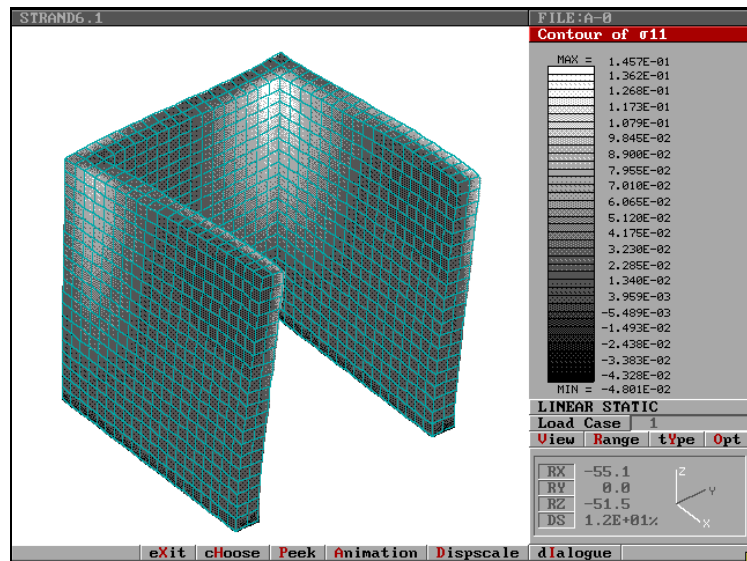 STRAND6.1
FILE:A-0
Contour of σ11
MAX = 1.457E-01
1.362E-01
1.268E-01
1.173E-01
1.079E-01
9.845E-02
8.900E-02
7.955E-02
7.010E-02
6.065E-02
5.120E-02
4.175E-02
3.230E-02
2.285E-02
1.340E-02
3.959E-03
-5.489E-03
-1.493E-02
-2.438E-02
-3.383E-02
-4.328E-02
MIN = -4.801E-02
LINEAR STATIC
Load Case 1
View Range tYpe Opt
RX -55.1
RY 0.0
RZ -51.5
DS 1.2E+01%
Z
Y
X
eXit cHoose Peek Animation Dispscale dIalogue